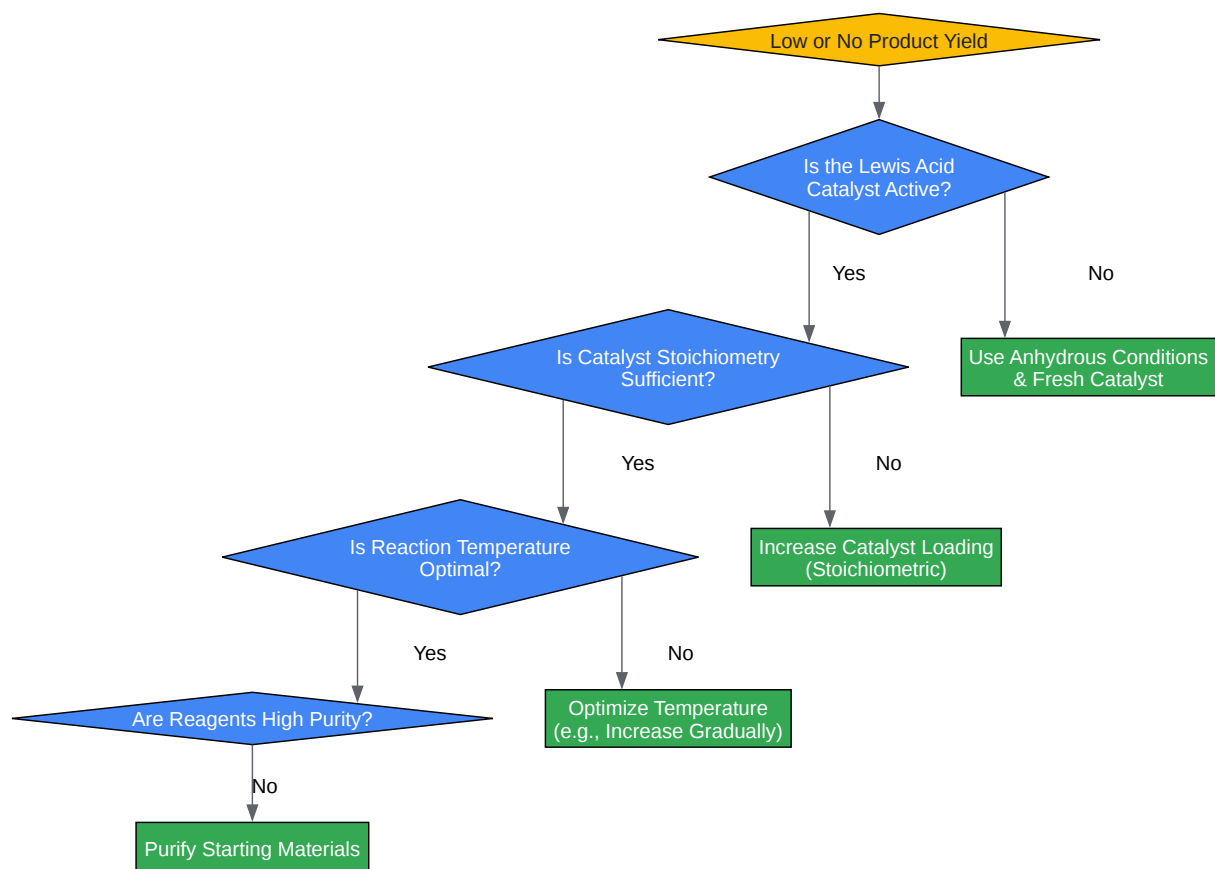 Low or No Product Yield
Is the Lewis Acid
Catalyst Active?
Yes
No
Is Catalyst Stoichiometry
Sufficient?
Use Anhydrous Conditions
& Fresh Catalyst
Yes
No
Is Reaction Temperature
Optimal?
Increase Catalyst Loading
(Stoichiometric)
Yes
No
Are Reagents High Purity?
Optimize Temperature
(e.g., Increase Gradually)
No
Purify Starting Materials